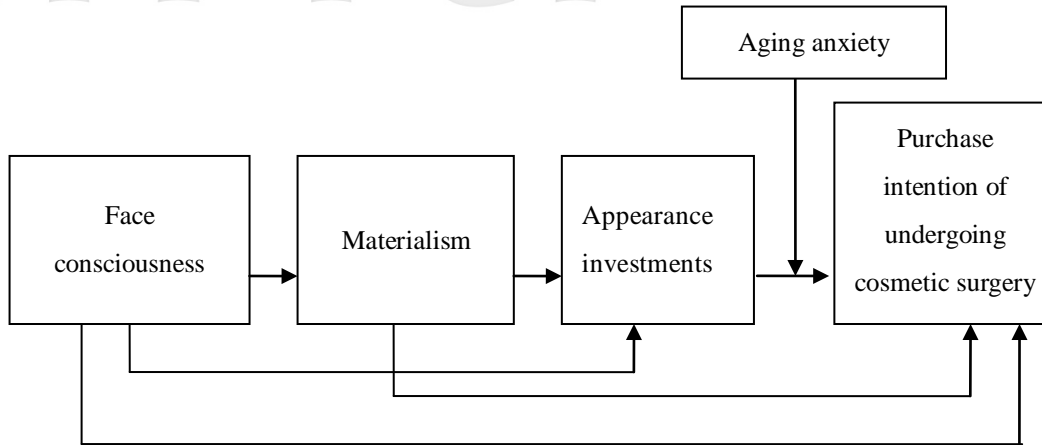 Aging anxiety
Purchase
intention of
undergoing
cosmetic surgery
Face
consciousness
Materialism
Appearance
investments